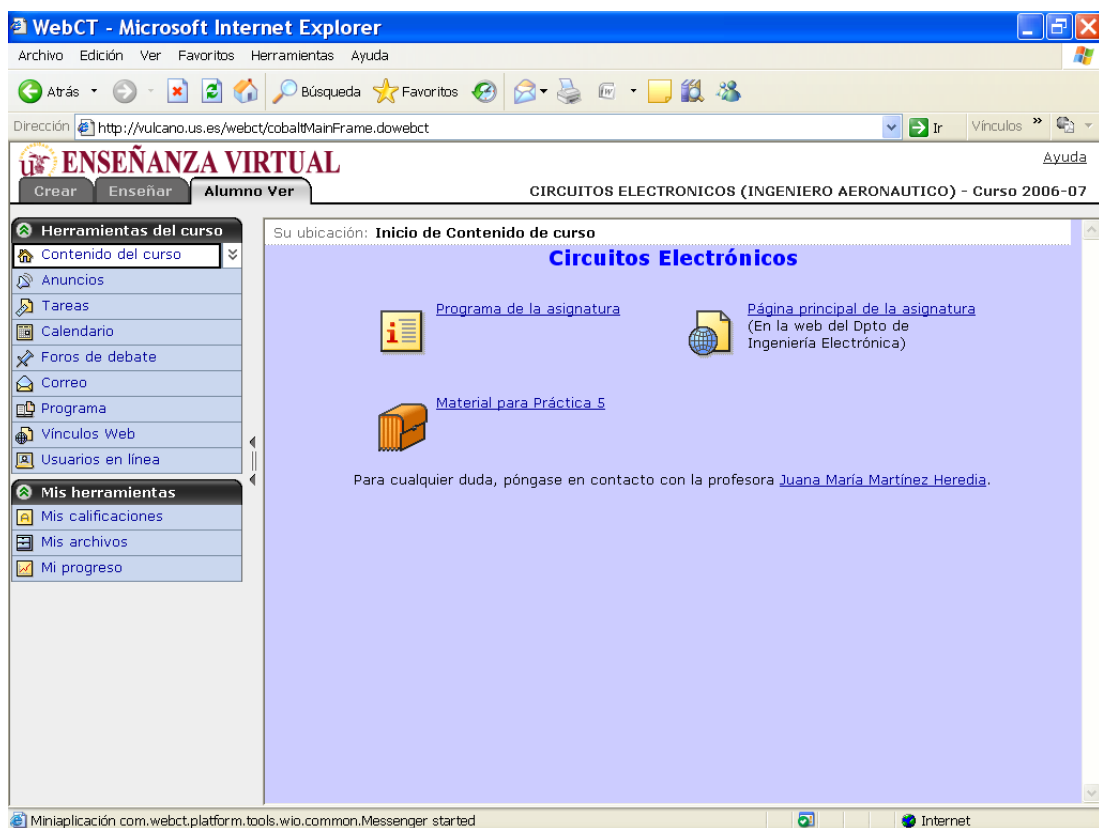 WebCT - Microsoft Internet Explorer
Archivo Edición Ver Favoritos Herramientas Ayuda
Atrás Búsqueda Favoritos
Dirección http://vulcano.us.es/webct/cobaltMainFrame.dowebct Ir Vínculos »
ENSEÑANZA VIRTUAL
Ayuda
Crear Enseñar Alumno Ver
CIRCUITOS ELECTRONICOS (INGENIERO AERONAUTICO) - Curso 2006-07
Herramientas del curso
Contenido del curso
Anuncios
Tareas
Calendario
Foros de debate
Correo
Programa
Vínculos Web
Usuarios en línea
Mis herramientas
Mis calificaciones
Mis archivos
Mi progreso
Su ubicación: Inicio de Contenido de curso
Circuitos Electrónicos
Programa de la asignatura
Página principal de la asignatura
(En la web del Dpto de
Ingeniería Electrónica)
Material para Práctica 5
Para cualquier duda, póngase en contacto con la profesora Juana María Martínez Heredia.
Miniaplicación com.webct.platform.tools.wio.common.Messenger started
Internet